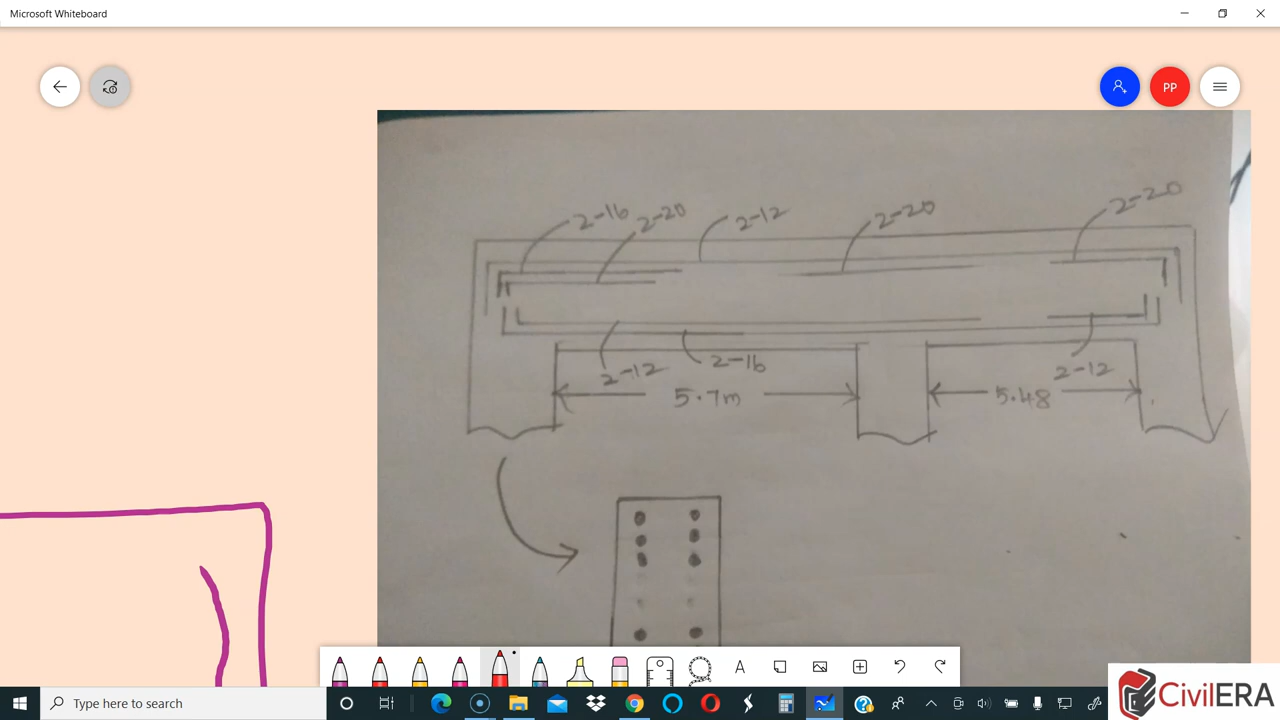 Microsoft Whiteboard
PP
2-16
2-20
2-12
2-20
2-20
2-12
2-16
2-12
5.7m
5.48
A
Type here to search
CivilERA